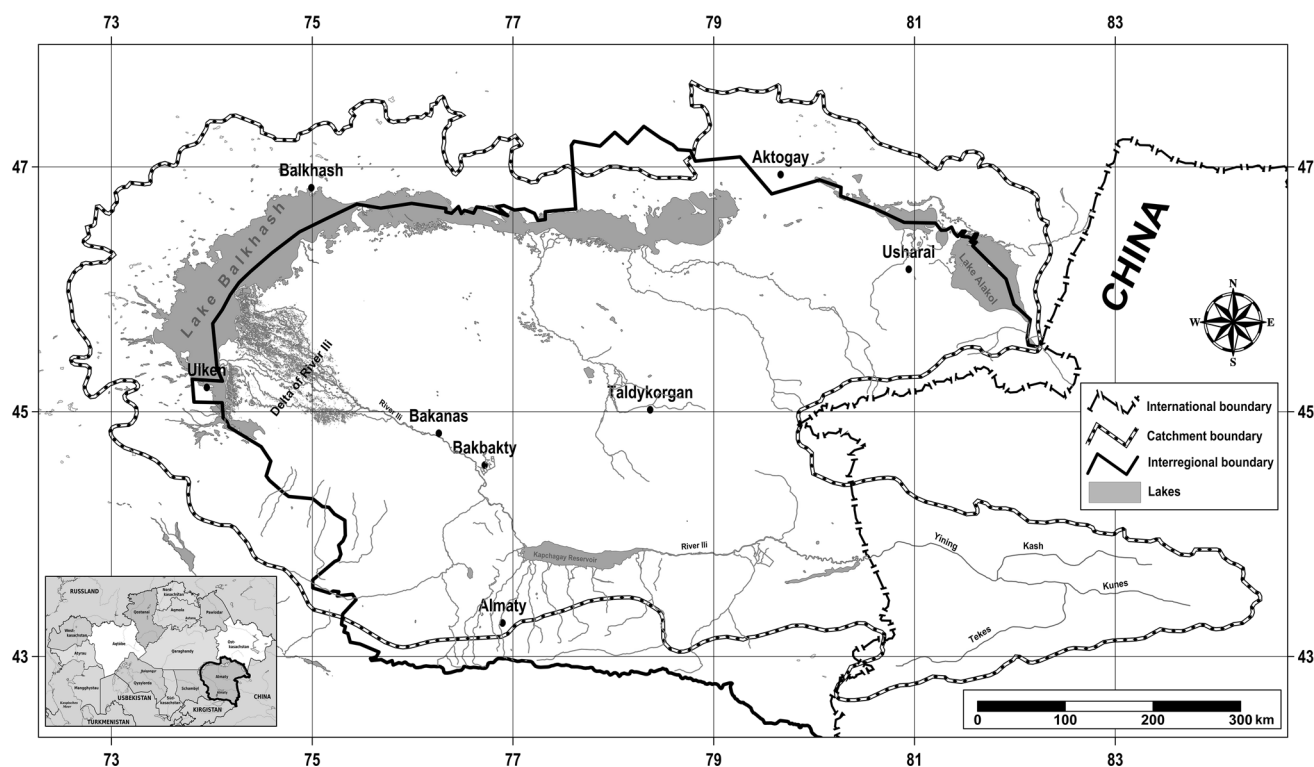 73 75 77 79 81 83
47
47
Balkhash
Aktogay
CHINA
Lake Balkhash
Usharal
Lake Alakol
N
W
E
S
Ulken
Delta of River Ili
Taldykorgan
45
45
River Ili
Bakanas
Bakbakty
International boundary
Catchment boundary
Interregional boundary
Lakes
Kapchagay Reservoir
River Ili
Yining
Kash
Kunes
Almaty
Tekes
43
43
RUSSLAND
USBEKISTAN
TURKMENISTAN
KIRGISTAN
CHINA
0 100 200 300 km
73 75 77 79 81 83